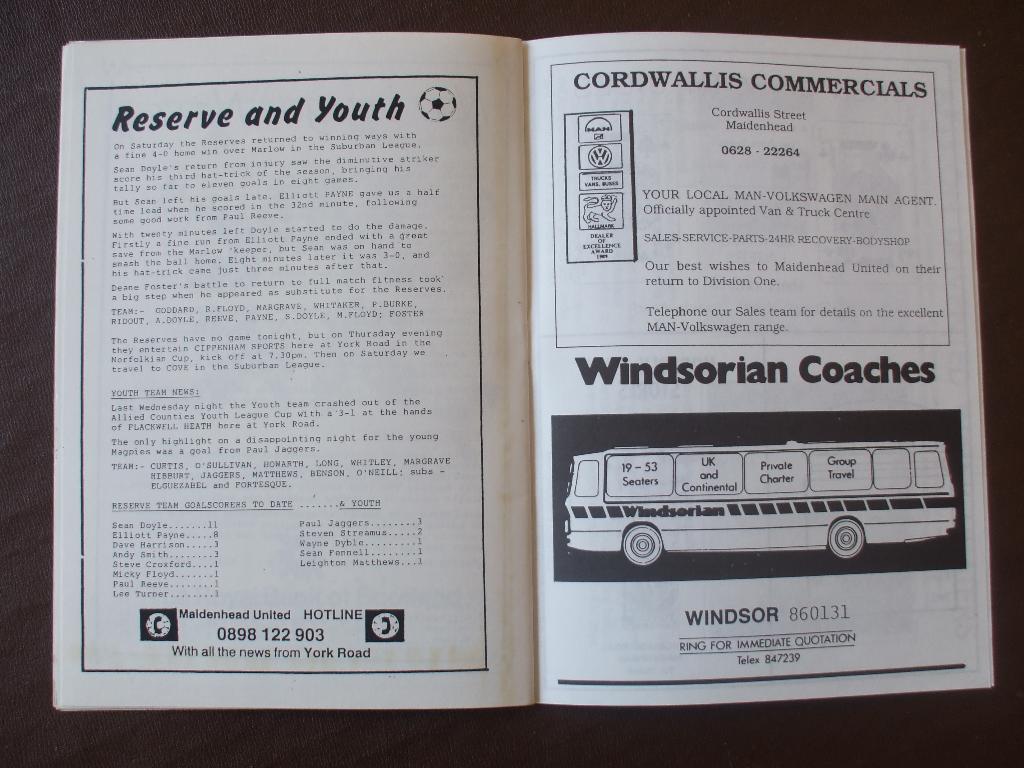 Reserve and Youth
On Saturday the Reserves returned to winning ways with
a fine 4-0 home win over Marlow in the Suburban League.
Sean Doyle's return from injury saw the diminutive striker
score his third hat-trick of the season, bringing his
tally so far to eleven goals in eight games.
But Sean left his goals late. Elliott PAYNE gave us a half
time lead when he scored in the 32nd minute, following
some good work from Paul Reeve.
With twenty minutes left Doyle started to do the damage.
Firstly a fine run from Elliott Payne ended with a great
save from the Marlow 'keeper, but Sean was on hand to
smash the ball home. Eight minutes later it was 3-0, and
his hat-trick came just three minutes after that.
Deane Foster's battle to return to full match fitness took
a big step when he appeared as substitute for the Reserves.
TEAM:- GODDARD, R.FLOYD, MARGRAVE, WHITAKER, P.BURKE,
RIDOUT, A.DOYLE, REEVE, PAYNE, S.DOYLE, M.FLOYD; FOSTER
The Reserves have no game tonight, but on Thursday evening
they entertain CIPPENHAM SPORTS here at York Road in the
Norfolkian Cup, kick off at 7.30pm. Then on Saturday we
travel to COVE in the Suburban League.
YOUTH TEAM NEWS:
Last Wednesday night the Youth team crashed out of the
Allied Counties Youth League Cup with a 3-1 at the hands
of FLACKWELL HEATH here at York Road.
The only highlight on a disappointing night for the young
Magpies was a goal from Paul Jaggers.
TEAM:- CURTIS, O'SULLIVAN, HOWARTH, LONG, WHITLEY, MARGRAVE
HIBBURT, JAGGERS, MATTHEWS, BENSON, O'NEILL; subs -
ELGUEZABEL and FORTESQUE.
RESERVE TEAM GOALSCORERS TO DATE .......& YOUTH
Sean Doyle.......11
Elliott Payne.....8
Dave Harrison.....3
Andy Smith........3
Steve Croxford....1
Micky Floyd.......1
Paul Reeve........1
Lee Turner........1
Paul Jaggers........3
Steven Streamus.....2
Wayne Dyble.........1
Sean Fennell........1
Leighton Matthews...1
Maidenhead United HOTLINE
0898 122 903
With all the news from York Road
CORDWALLIS COMMERCIALS
Cordwallis Street
Maidenhead
0628 - 22264
MAN
TRUCKS
VANS, BUSES
HALLMARK
DEALER
OF
EXCELLENCE
AWARD
1989
YOUR LOCAL MAN-VOLKSWAGEN MAIN AGENT.
Officially appointed Van & Truck Centre
SALES-SERVICE-PARTS-24HR RECOVERY-BODYSHOP
Our best wishes to Maidenhead United on their
return to Division One.
Telephone our Sales team for details on the excellent
MAN-Volkswagen range.
Windsorian Coaches
19 - 53
Seaters
UK
and
Continental
Private
Charter
Group
Travel
Windsorian
WINDSOR 860131
RING FOR IMMEDIATE QUOTATION
Telex 847239